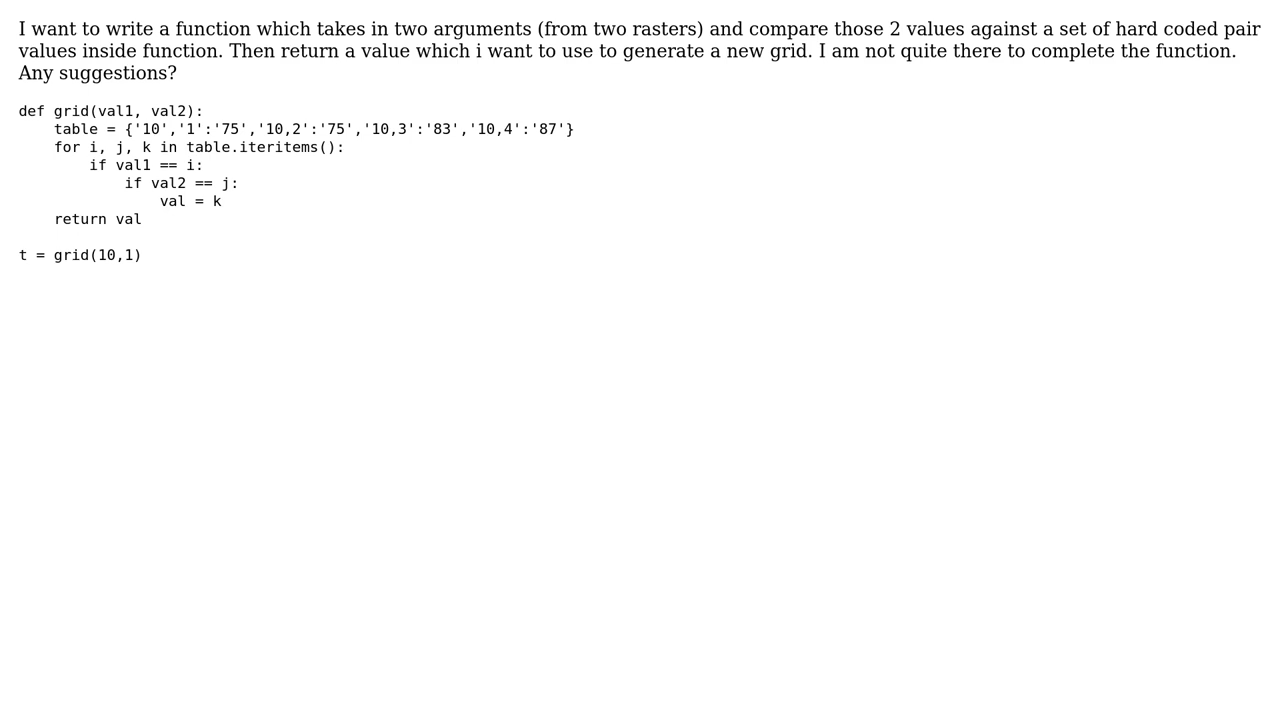 I want to write a function which takes in two arguments (from two rasters) and compare those 2 values against a set of hard coded pair
values inside function. Then return a value which i want to use to generate a new grid. I am not quite there to complete the function.
Any suggestions?
def grid(val1, val2):
    table = {'10','1':'75','10,2':'75','10,3':'83','10,4':'87'}
    for i, j, k in table.iteritems():
        if val1 == i:
            if val2 == j:
                val = k
    return val
t = grid(10,1)